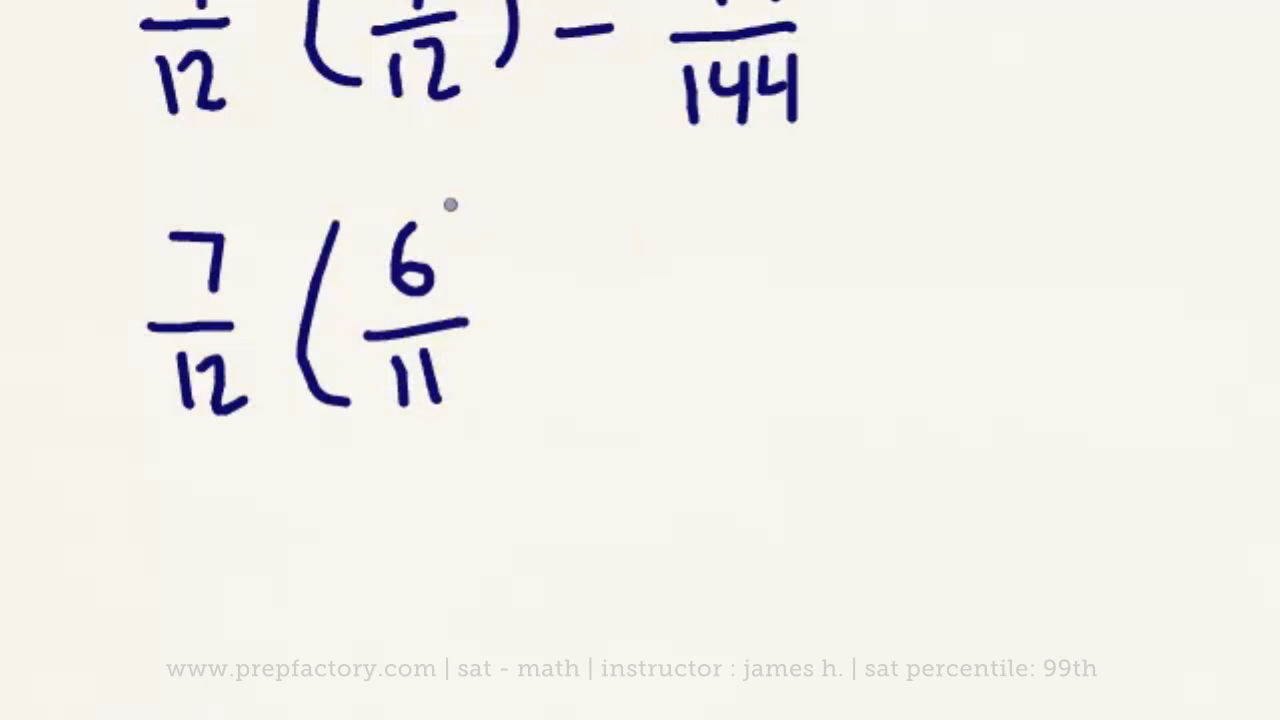 12 ( 12 ) - 144
7 ( 6
12 11
www.prepfactory.com | sat - math | instructor : james h. | sat percentile: 99th